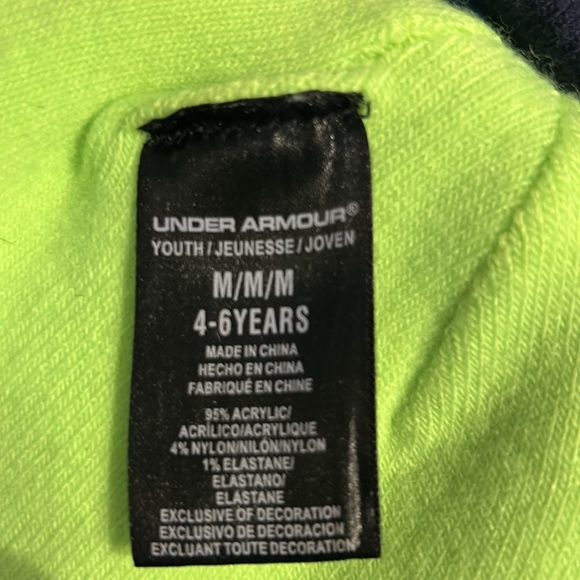 UNDER ARMOUR®
YOUTH / JEUNESSE / JOVEN
M/M/M
4-6YEARS
MADE IN CHINA
HECHO EN CHINA
FABRIQUÉ EN CHINE
95% ACRYLIC/
ACRÍLICO/ACRYLIQUE
4% NYLON/NILÓN/NYLON
1% ELASTANE/
ELASTANO/
ELASTANE
EXCLUSIVE OF DECORATION
EXCLUSIVO DE DECORACION
EXCLUANT TOUTE DECORATION